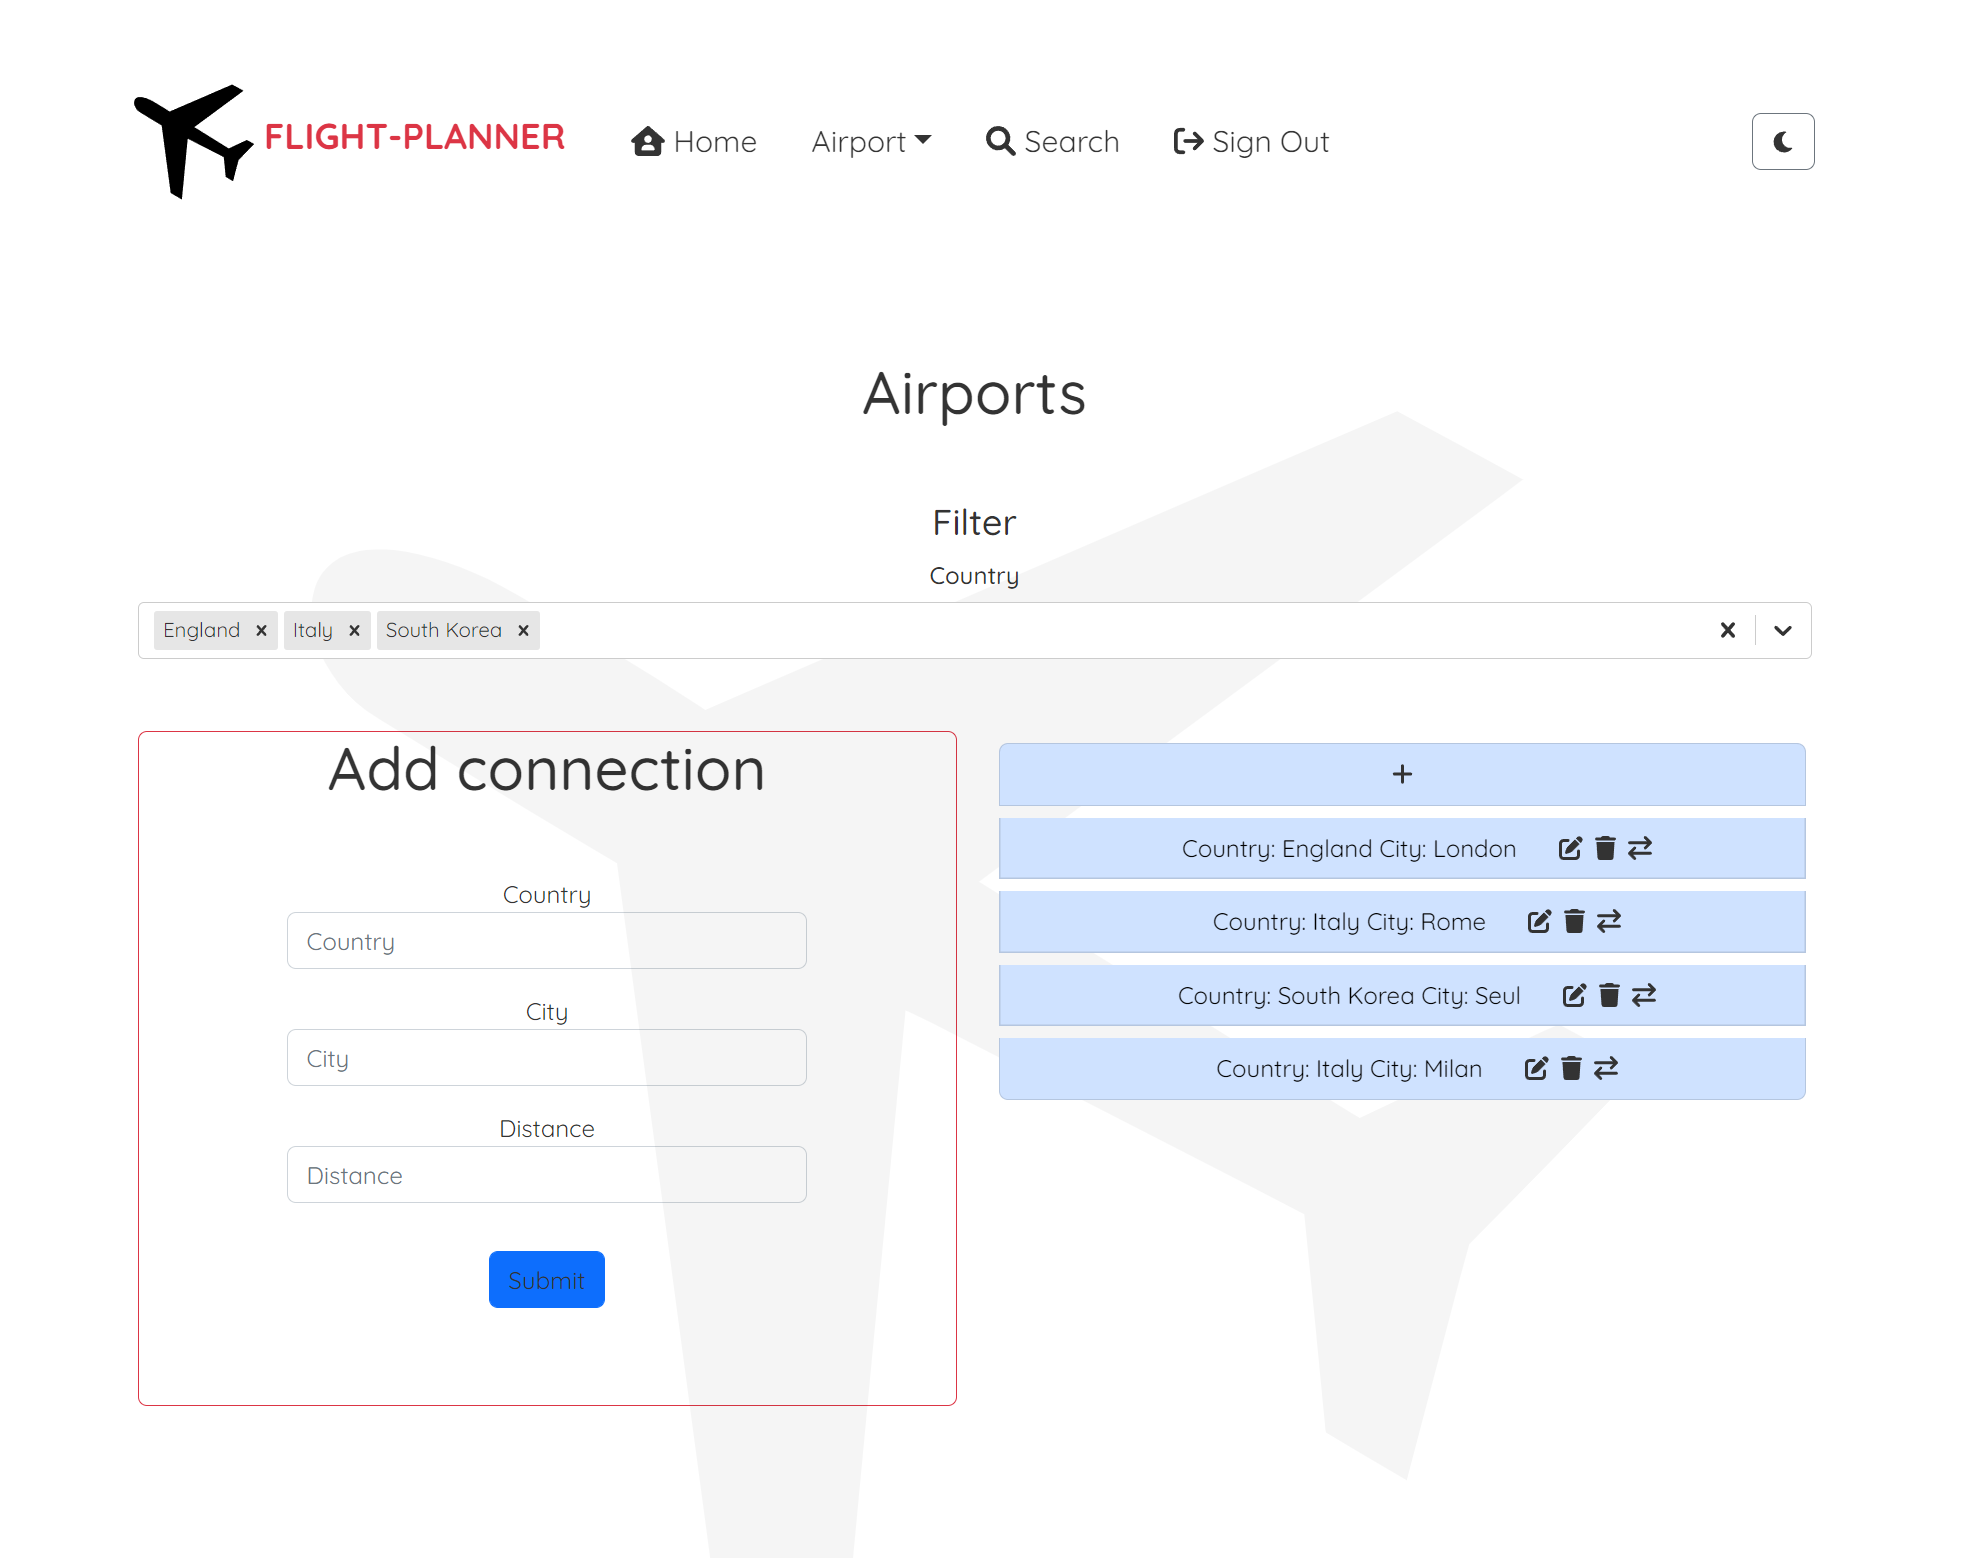 FLIGHT-PLANNER Home Airport Search Sign Out
Airports
Filter
Country
England Italy South Korea
Add connection
Country
Country
City
City
Distance
Distance
Submit
+
Country: England City: London
Country: Italy City: Rome
Country: South Korea City: Seul
Country: Italy City: Milan